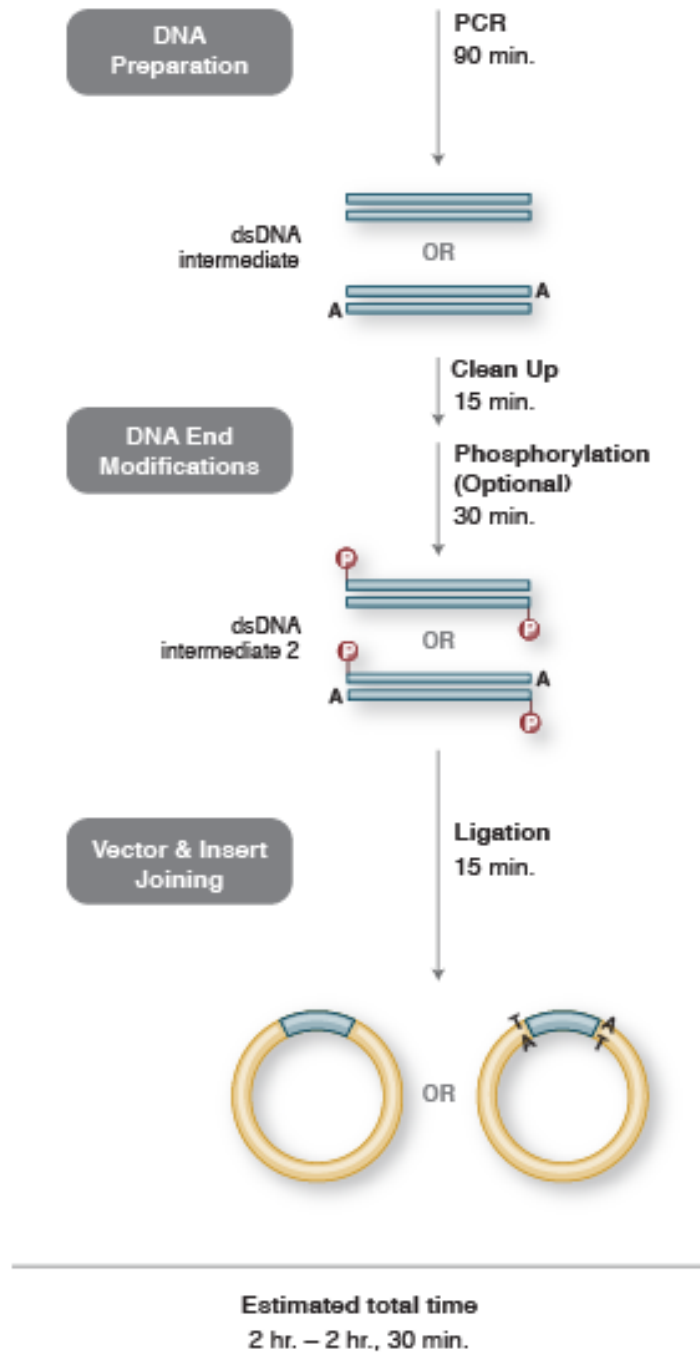 DNA
Preparation
PCR
90 min.
dsDNA
intermediate
OR
A
A
Clean Up
15 min.
DNA End
Modifications
Phosphorylation
(Optional)
30 min.
P
dsDNA
intermediate 2
OR
P
P
A
A
P
Vector & Insert
Joining
Ligation
15 min.
T
A
OR
A
T
Estimated total time
2 hr. – 2 hr., 30 min.